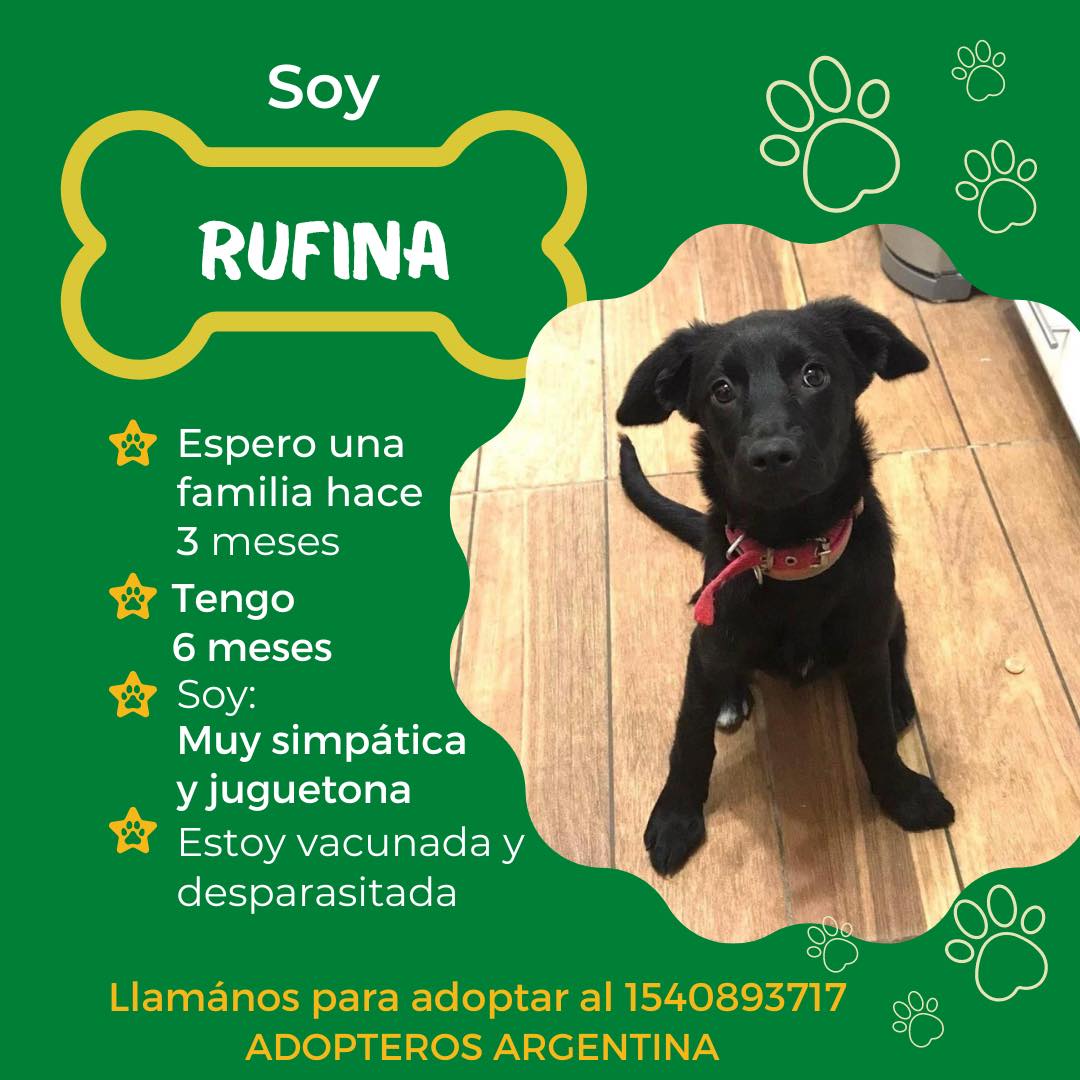 Soy
RUFINA
Espero una
familia hace
3 meses
Tengo
6 meses
Soy:
Muy simpática
y juguetona
Estoy vacunada y
desparasitada
Llamános para adoptar al 1540893717
ADOPTEROS ARGENTINA